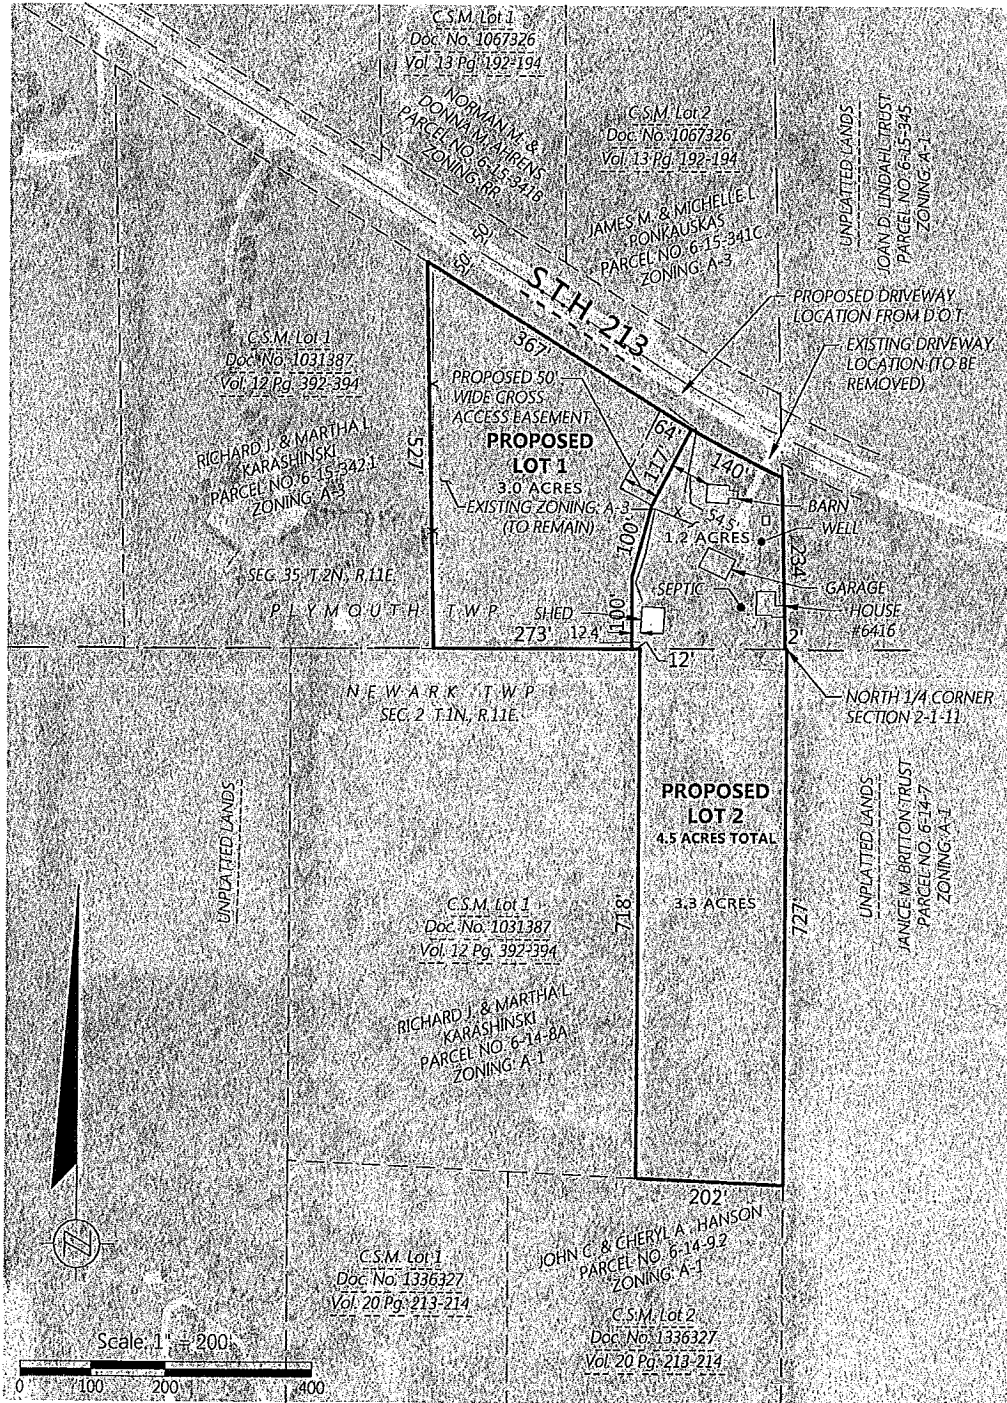 C.S.M. Lot 1
Doc. No. 1067326
Vol. 13 Pg. 192-194
NORMAN M. &
DONNA M. AHRENS
PARCEL NO. 6-15-341B
ZONING: RR
C.S.M. Lot 2
Doc. No. 1067326
Vol. 13 Pg. 192-194
JAMES M. & MICHELLE L.
PONKAUSKAS
PARCEL NO. 6-15-341C
ZONING: A-3
UNPLATTED LANDS
JOAN D. LINDAHL TRUST
PARCEL NO. 6-15-345
ZONING: A-1
50'
50'
S.T.H. 213
PROPOSED DRIVEWAY
LOCATION FROM D.O.T.
EXISTING DRIVEWAY
LOCATION (TO BE
REMOVED)
C.S.M. Lot 1
Doc. No. 1031387
Vol. 12 Pg. 392-394
RICHARD J. & MARTHA L.
KARASHINSKI
PARCEL NO. 6-15-342.1
ZONING: A-3
367'
PROPOSED 50'
WIDE CROSS
ACCESS EASEMENT
64'
140'
527'
PROPOSED
LOT 1
3.0 ACRES
EXISTING ZONING: A-3
(TO REMAIN)
117'
54.5'
1.2 ACRES
BARN
WELL
100'
234'
SEC. 35 T.2N., R.11E.
SEPTIC
GARAGE
PLYMOUTH TWP.
SHED
100'
HOUSE
#6416
273'
12.4'
12'
2'
NEWARK TWP.
SEC. 2 T.1N., R.11E.
NORTH 1/4 CORNER
SECTION 2-1-11
UNPLATTED LANDS
PROPOSED
LOT 2
4.5 ACRES TOTAL
3.3 ACRES
UNPLATTED LANDS
JANICE M. BRITTON TRUST
PARCEL NO. 6-14-7
ZONING: A-1
C.S.M. Lot 1
Doc. No. 1031387
Vol. 12 Pg. 392-394
718'
727'
RICHARD J. & MARTHA L.
KARASHINSKI
PARCEL NO. 6-14-8A
ZONING: A-1
202'
JOHN C. & CHERYL A. HANSON
PARCEL NO. 6-14-9.2
ZONING: A-1
N
C.S.M. Lot 1
Doc. No. 1336327
Vol. 20 Pg. 213-214
C.S.M. Lot 2
Doc. No. 1336327
Vol. 20 Pg. 213-214
Scale: 1" = 200'
0 100 200 400